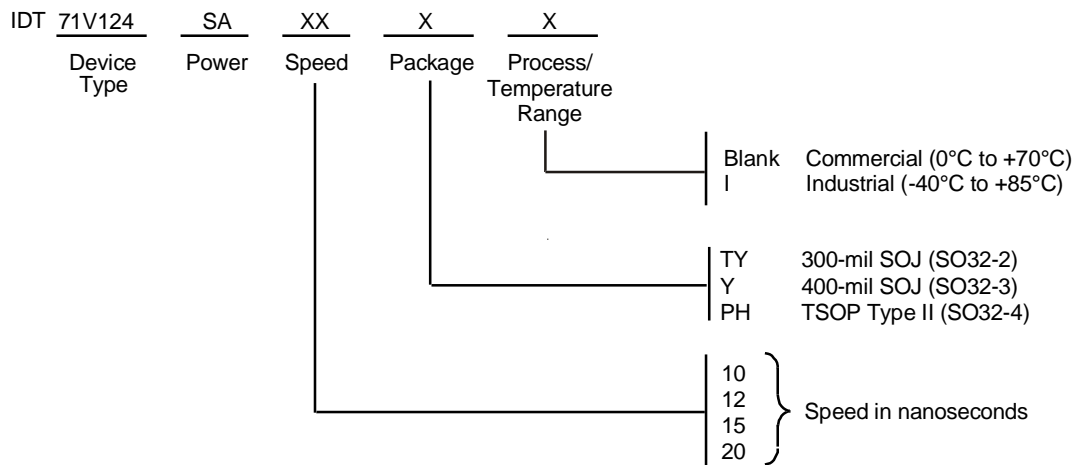 IDT 71V124 SA XX X X
Device Type
Power
Speed
Package
Process/
Temperature
Range
Blank Commercial (0°C to +70°C)
I Industrial (-40°C to +85°C)
TY 300-mil SOJ (SO32-2)
Y 400-mil SOJ (SO32-3)
PH TSOP Type II (SO32-4)
10
12
15
20
Speed in nanoseconds